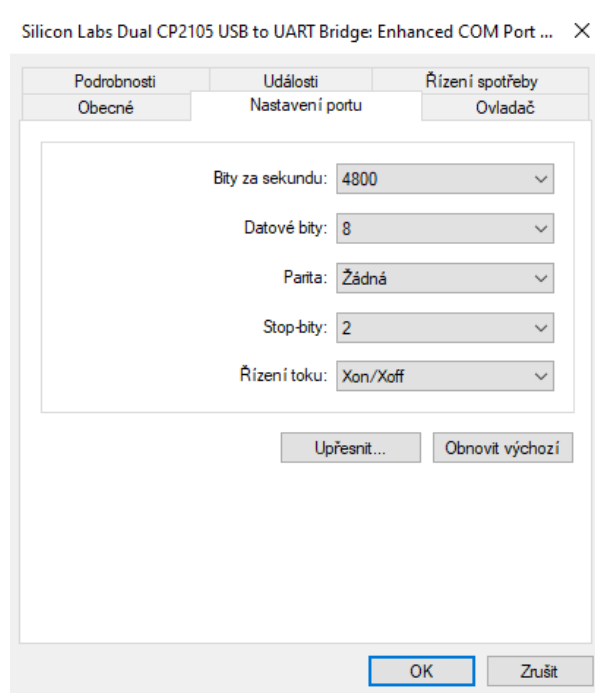 Silicon Labs Dual CP2105 USB to UART Bridge: Enhanced COM Port ...
Podrobnosti Události Řízení spotřeby
Obecné Nastavení portu Ovladač
Bity za sekundu: 4800
Datové bity: 8
Parita: Žádná
Stop-bity: 2
Řízení toku: Xon/Xoff
Upřesnit... Obnovit výchozí
OK Zrušit